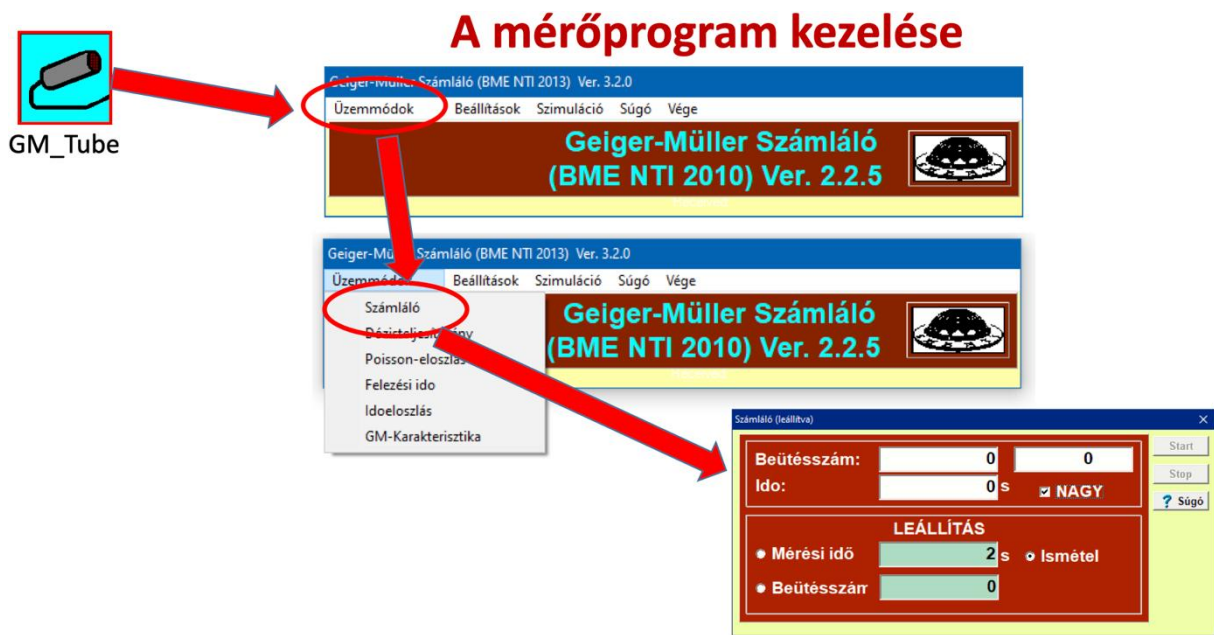 A mérőprogram kezelése
GM_Tube
Geiger-Müller Számláló (BME NTI 2013) Ver. 3.2.0
Üzemmódok Beállítások Szimuláció Súgó Vége
Geiger-Müller Számláló
(BME NTI 2010) Ver. 2.2.5
Geiger-Müller Számláló (BME NTI 2013) Ver. 3.2.0
Üzemmódok Beállítások Szimuláció Súgó Vége
Számláló
Dózisteljesítmény
Poisson-eloszlás
Felezési ido
Idoeloszlás
GM-Karakterisztika
Geiger-Müller Számláló
(BME NTI 2010) Ver. 2.2.5
Számláló (leállítva)
Beütésszám: 0 0
Ido: 0 s NAGY
LEÁLLÍTÁS
Mérési idő 2 s Ismétel
Beütésszám 0
Start
Stop
? Súgó